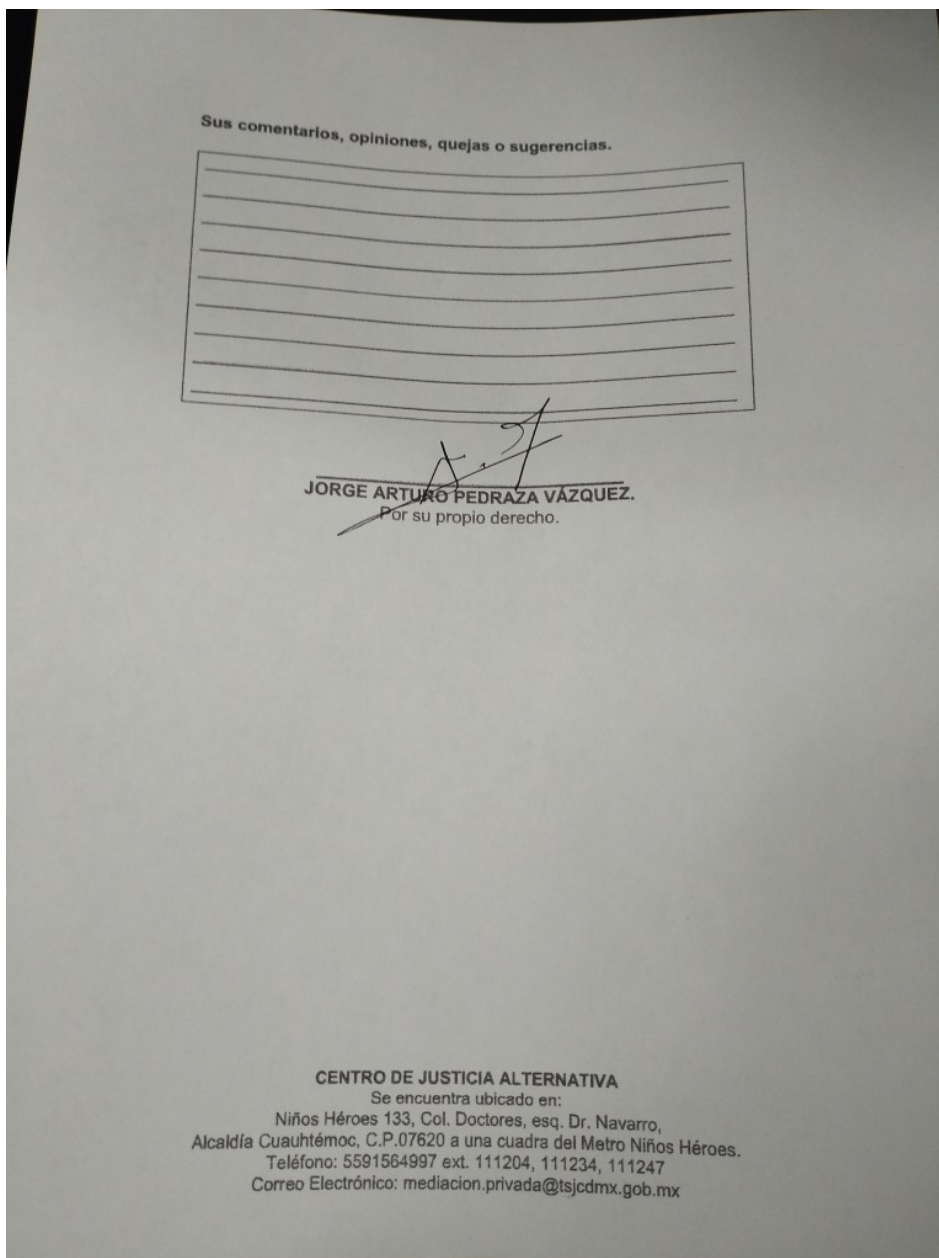 Sus comentarios, opiniones, quejas o sugerencias.
JORGE ARTURO PEDRAZA VÁZQUEZ.
Por su propio derecho.
CENTRO DE JUSTICIA ALTERNATIVA
Se encuentra ubicado en:
Niños Héroes 133, Col. Doctores, esq. Dr. Navarro,
Alcaldía Cuauhtémoc, C.P.07620 a una cuadra del Metro Niños Héroes.
Teléfono: 5591564997 ext. 111204, 111234, 111247
Correo Electrónico: mediacion.privada@tsjcdmx.gob.mx